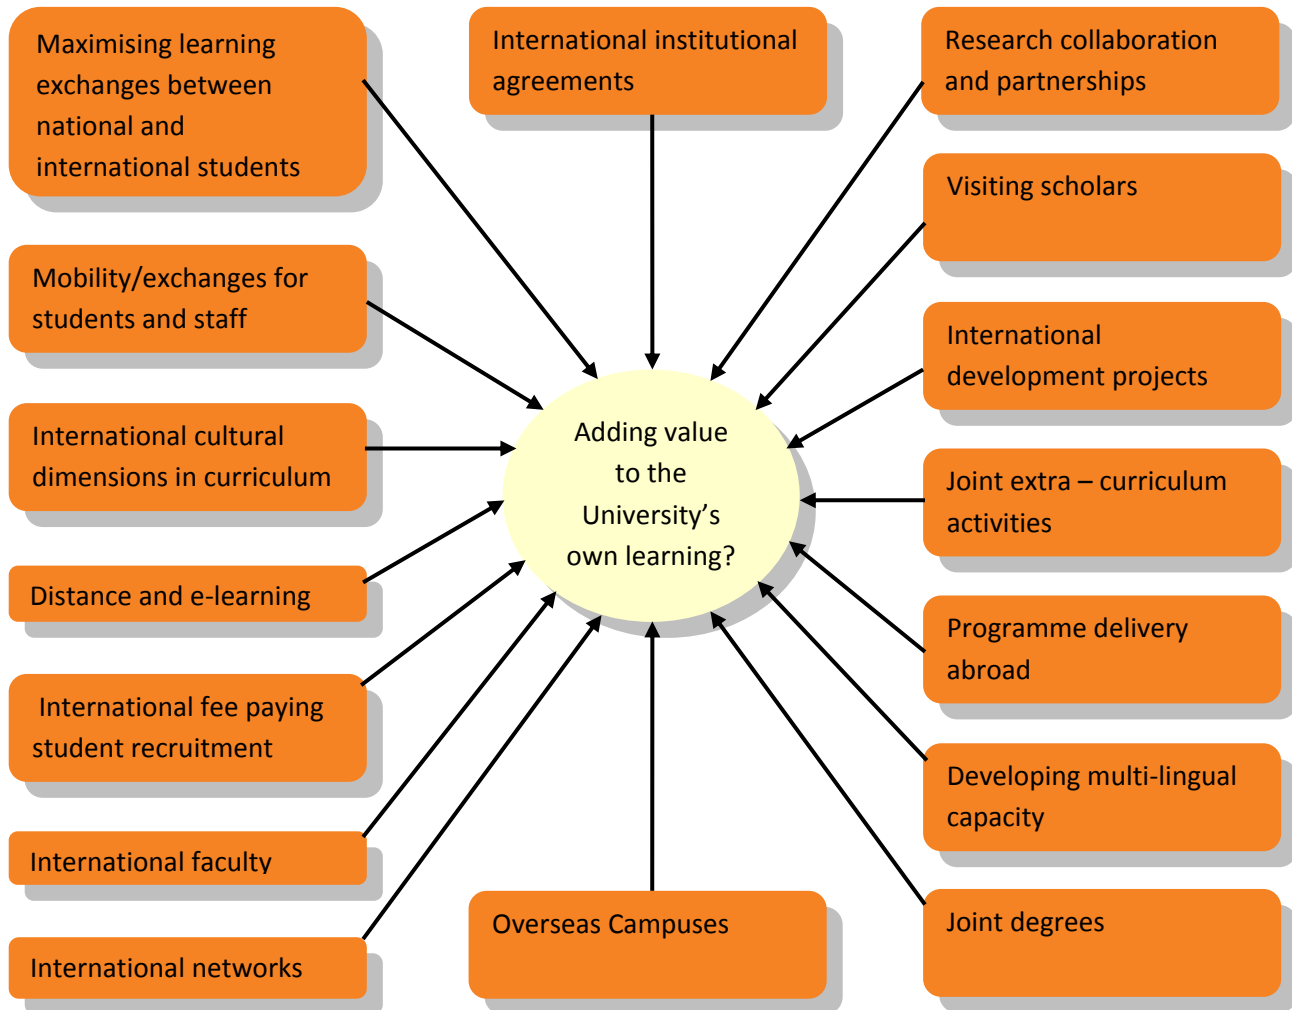 Maximising learning
exchanges between
national and
international students
International institutional
agreements
Research collaboration
and partnerships
Visiting scholars
Mobility/exchanges for
students and staff
International
development projects
International cultural
dimensions in curriculum
Adding value
to the
University’s
own learning?
Joint extra – curriculum
activities
Distance and e-learning
Programme delivery
abroad
International fee paying
student recruitment
Developing multi-lingual
capacity
International faculty
Overseas Campuses
Joint degrees
International networks